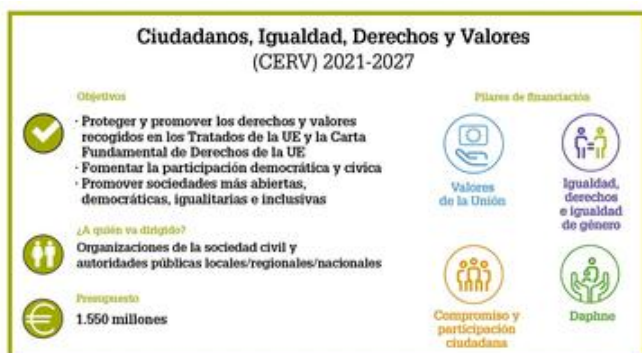 Ciudadanos, Igualdad, Derechos y Valores
(CERV) 2021-2027
Objetivos
· Proteger y promover los derechos y valores
recogidos en los Tratados de la UE y la Carta
Fundamental de Derechos de la UE
· Fomentar la participación democrática y cívica
· Promover sociedades más abiertas,
democráticas, igualitarias e inclusivas
¿A quién va dirigido?
Organizaciones de la sociedad civil y
autoridades públicas locales/regionales/nacionales
Presupuesto
1.550 millones
Pilares de financiación
Valores
de la Unión
Igualdad,
derechos
e igualdad
de género
Compromiso y
participación
ciudadana
Daphne